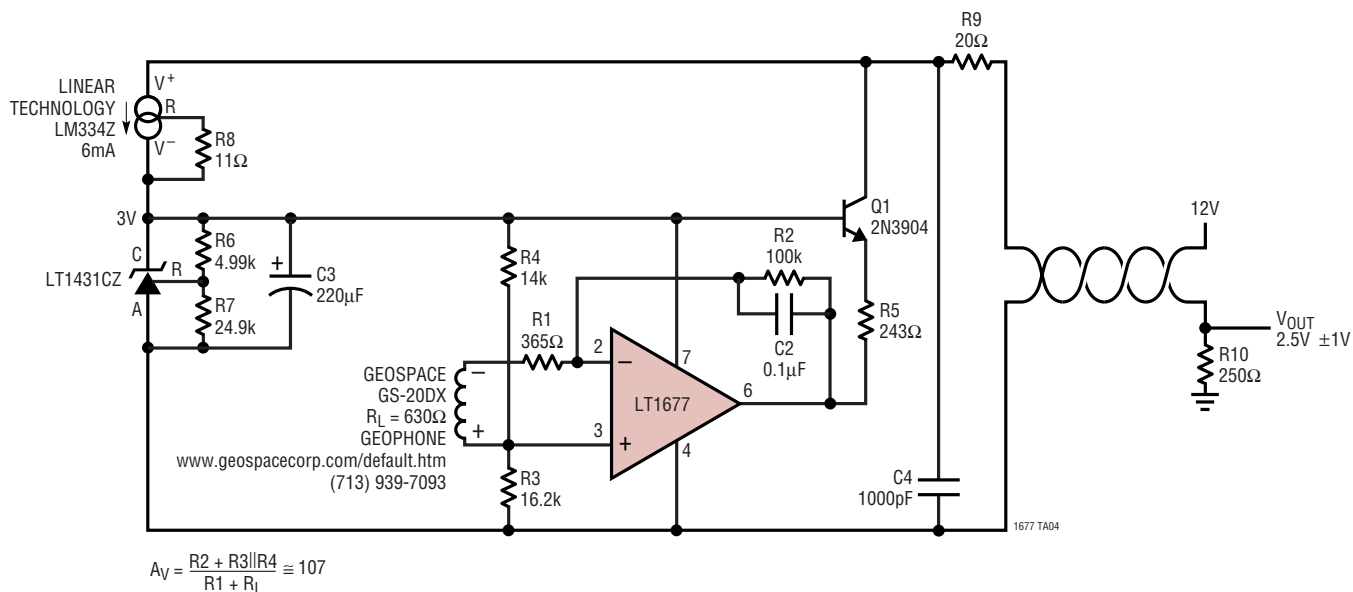 R9
20Ω
LINEAR
TECHNOLOGY
LM334Z
6mA
V+
R
V−
R8
11Ω
3V
C
R
A
LT1431CZ
R6
4.99k
R7
24.9k
+
C3
220µF
R4
14k
Q1
2N3904
R2
100k
C2
0.1µF
R5
243Ω
R1
365Ω
GEOSPACE
GS-20DX
RL = 630Ω
GEOPHONE
www.geospacecorp.com/default.htm
(713) 939-7093
−
+
2
−
3
+
LT1677
7
6
4
R3
16.2k
C4
1000pF
12V
VOUT
2.5V ±1V
R10
250Ω
1677 TA04
AV = R2 + R3||R4 ≅ 107
R1 + RL